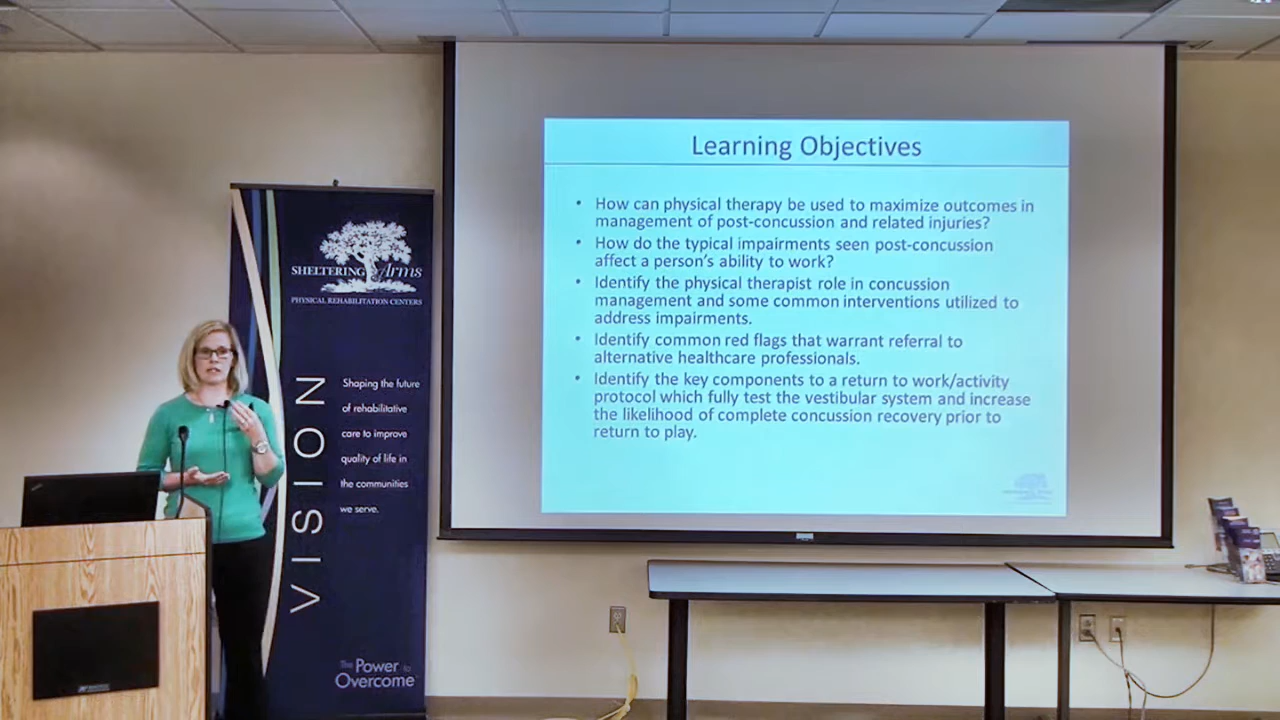 Learning Objectives
• How can physical therapy be used to maximize outcomes in
management of post-concussion and related injuries?
• How do the typical impairments seen post-concussion
affect a person's ability to work?
• Identify the physical therapist role in concussion
management and some common interventions utilized to
address impairments.
• Identify common red flags that warrant referral to
alternative healthcare professionals.
• Identify the key components to a return to work/activity
protocol which fully test the vestibular system and increase
the likelihood of complete concussion recovery prior to
return to play.
SHELTERING Arms
PHYSICAL REHABILITATION CENTERS
VISION
Shaping the future
of rehabilitative
care to improve
quality of life in
the communities
we serve.
The Power to
Overcome